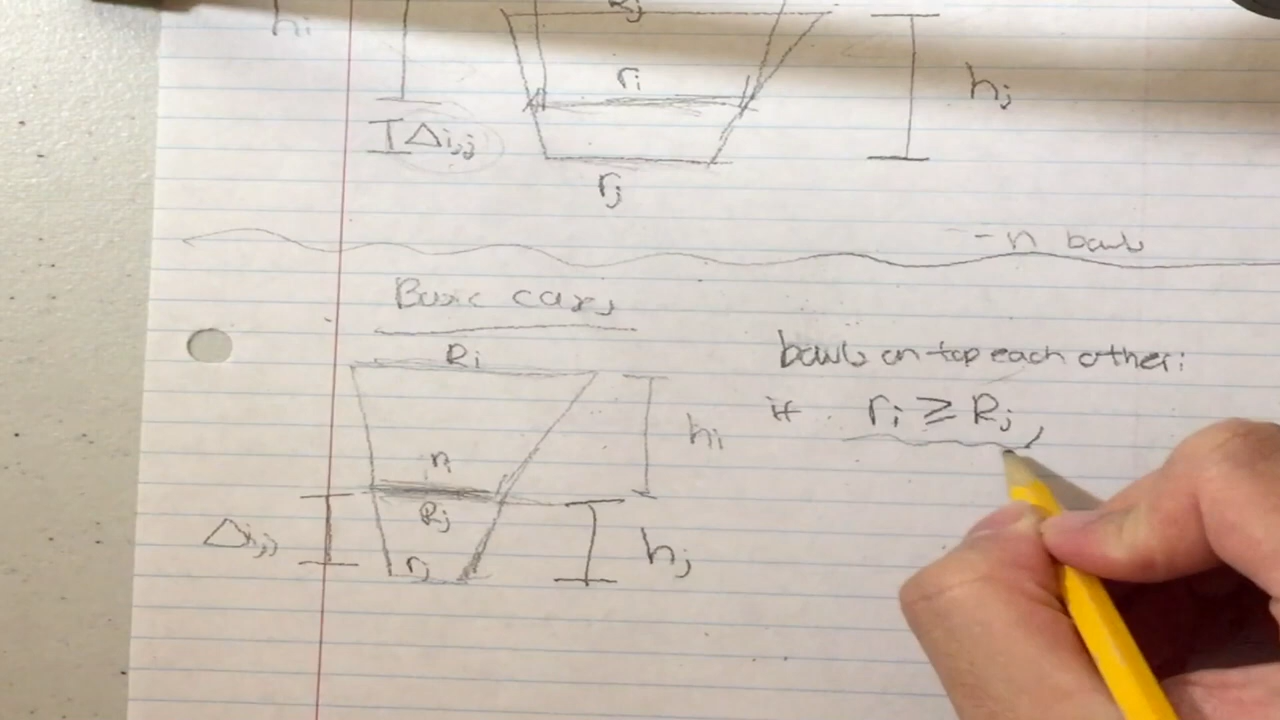 hi
Rj
ri
hj
Δi,j
rj
- n bowls
Basic case,
Ri
bowls on top each other:
if ri ≥ Rj,
hi
ri
Rj
Δi,j
hj
rj